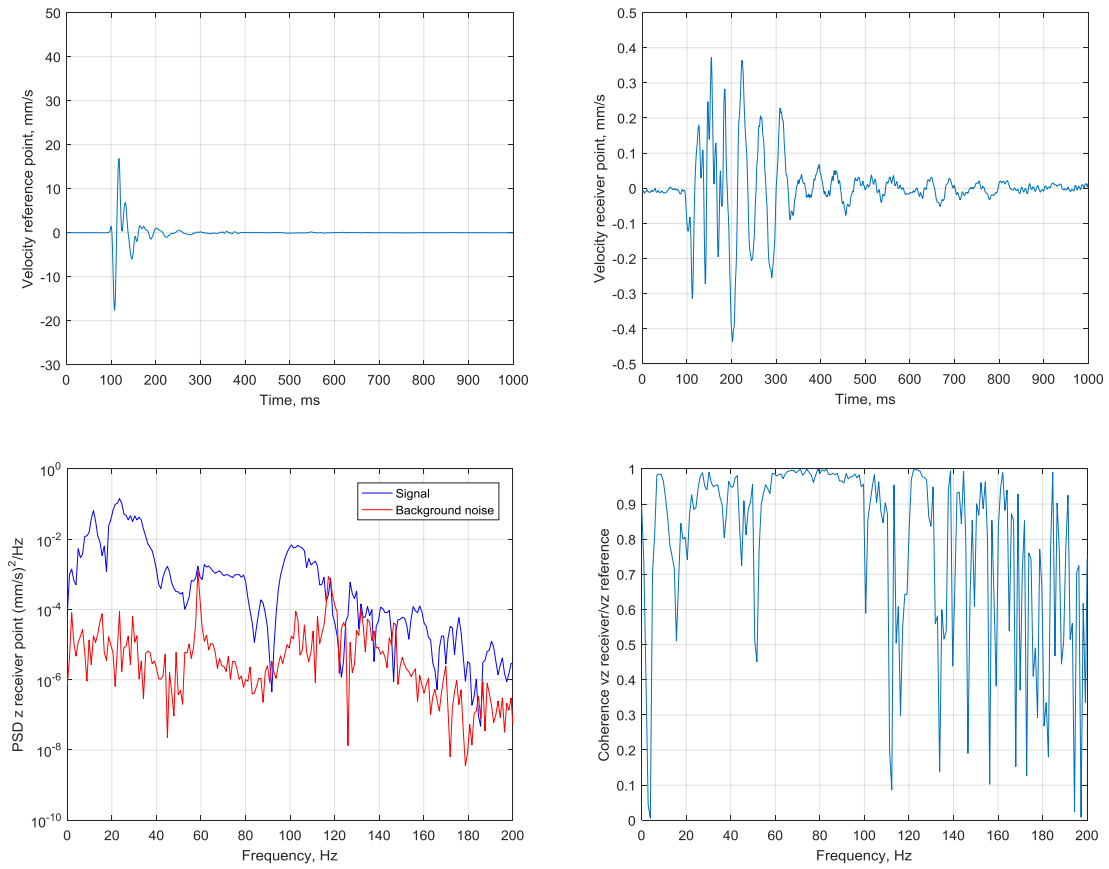 50
40
30
20
10
0
-10
-20
-30
Velocity reference point, mm/s
0 100 200 300 400 500 600 700 800 900 1000
Time, ms
0.5
0.4
0.3
0.2
0.1
0
-0.1
-0.2
-0.3
-0.4
-0.5
Velocity receiver point, mm/s
0 100 200 300 400 500 600 700 800 900 1000
Time, ms
10^0
10^-2
10^-4
10^-6
10^-8
10^-10
PSD z receiver point (mm/s)^2/Hz
Signal
Background noise
0 20 40 60 80 100 120 140 160 180 200
Frequency, Hz
1
0.9
0.8
0.7
0.6
0.5
0.4
0.3
0.2
0.1
0
Coherence vz receiver/vz reference
0 20 40 60 80 100 120 140 160 180 200
Frequency, Hz